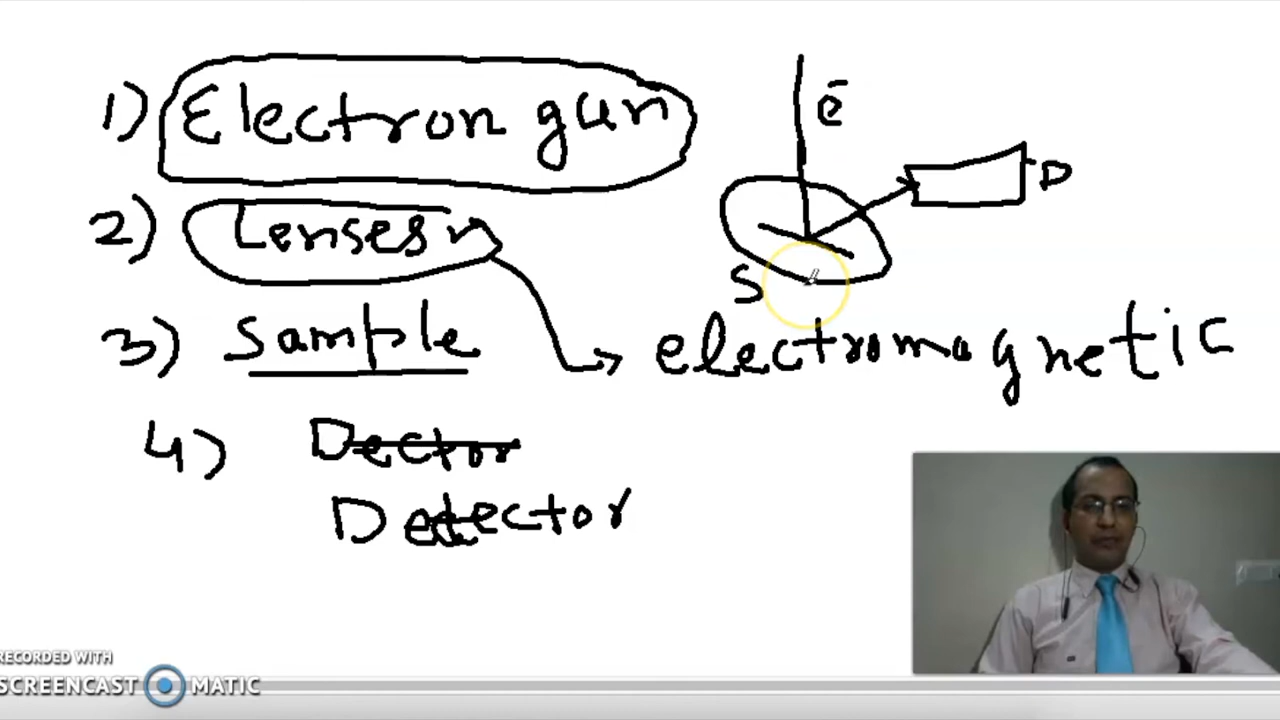 1) Electron gun
e-
D
2) Lenses
S
3) Sample
electromagnetic
4) Dector
Detector
RECORDED WITH
SCREENCAST MATIC